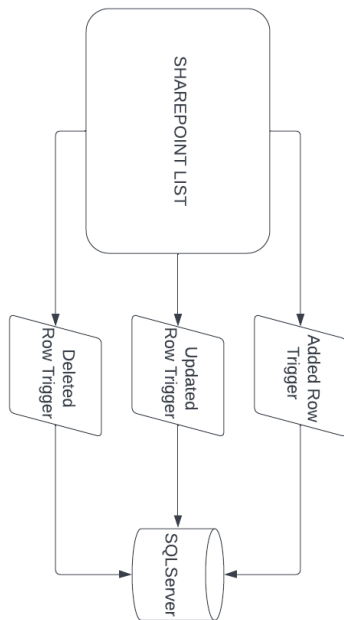 SHAREPOINT LIST
Added Row
Trigger
Updated
Row Trigger
Deleted
Row Trigger
SQLServer